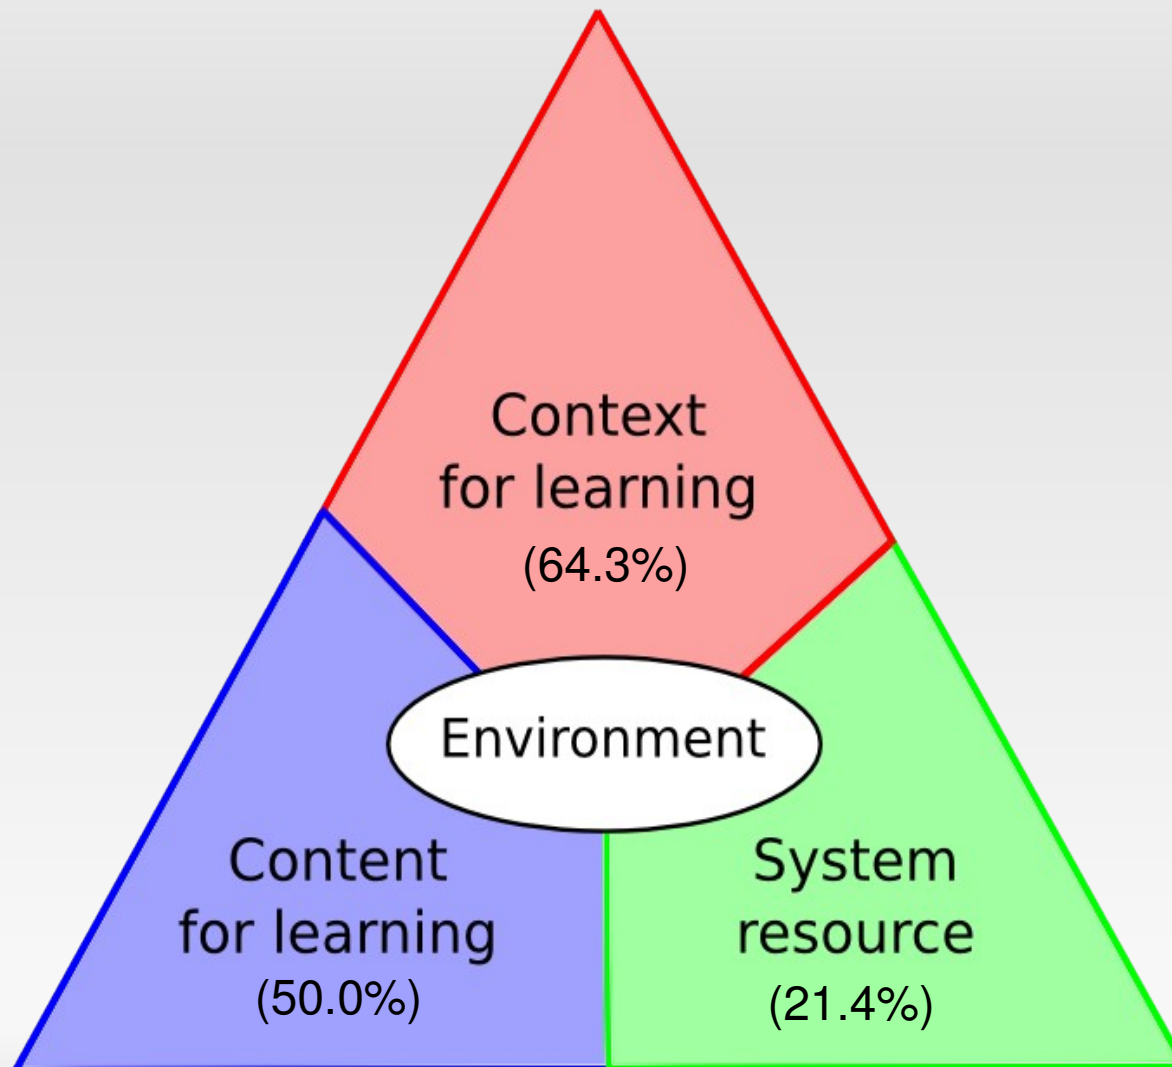 Context
for learning
(64.3%)
Environment
Content
for learning
(50.0%)
System
resource
(21.4%)